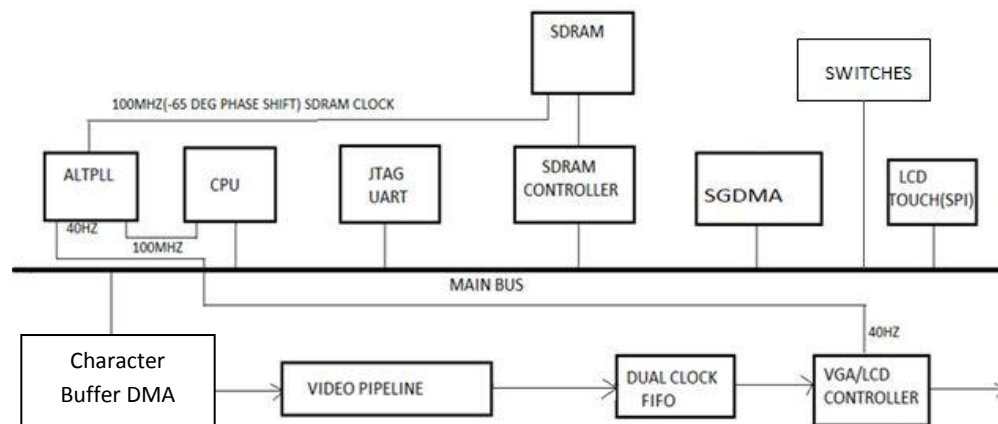 SDRAM
SWITCHES
100MHZ(-65 DEG PHASE SHIFT) SDRAM CLOCK
ALTPLL
CPU
JTAG
UART
SDRAM
CONTROLLER
SGDMA
LCD
TOUCH(SPI)
40HZ
100MHZ
MAIN BUS
40HZ
Character
Buffer DMA
VIDEO PIPELINE
DUAL CLOCK
FIFO
VGA/LCD
CONTROLLER